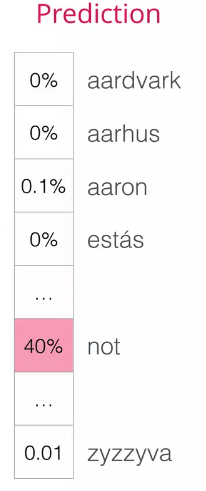 Prediction
0% aardvark
0% aarhus
0.1% aaron
0% estás
...
40% not
...
0.01 zyzzyva